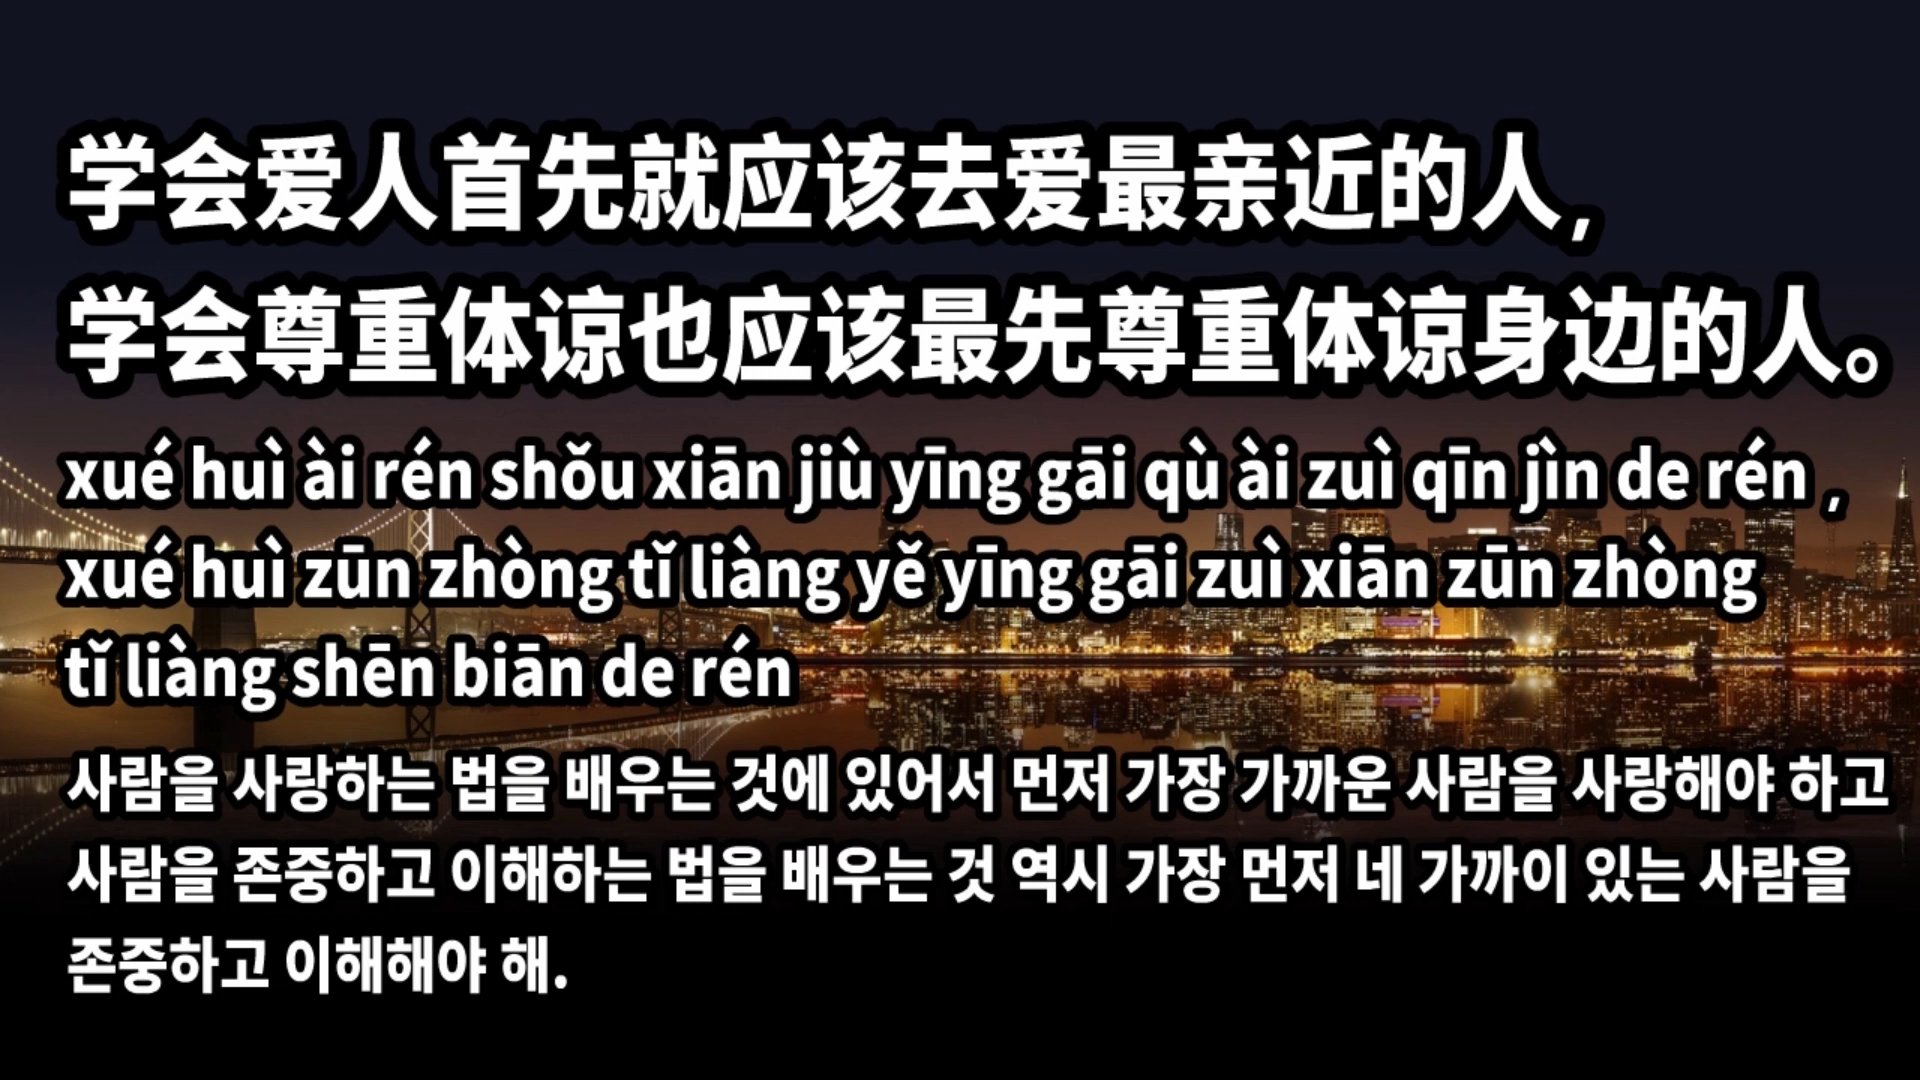 学会爱人首先就应该去爱最亲近的人,
学会尊重体谅也应该最先尊重体谅身边的人。
xué huì ài rén shǒu xiān jiù yīng gāi qù ài zuì qīn jìn de rén ,
xué huì zūn zhòng tǐ liàng yě yīng gāi zuì xiān zūn zhòng
tǐ liàng shēn biān de rén
사람을 사랑하는 법을 배우는 것에 있어서 먼저 가장 가까운 사람을 사랑해야 하고
사람을 존중하고 이해하는 법을 배우는 것 역시 가장 먼저 네 가까이 있는 사람을
존중하고 이해해야 해.